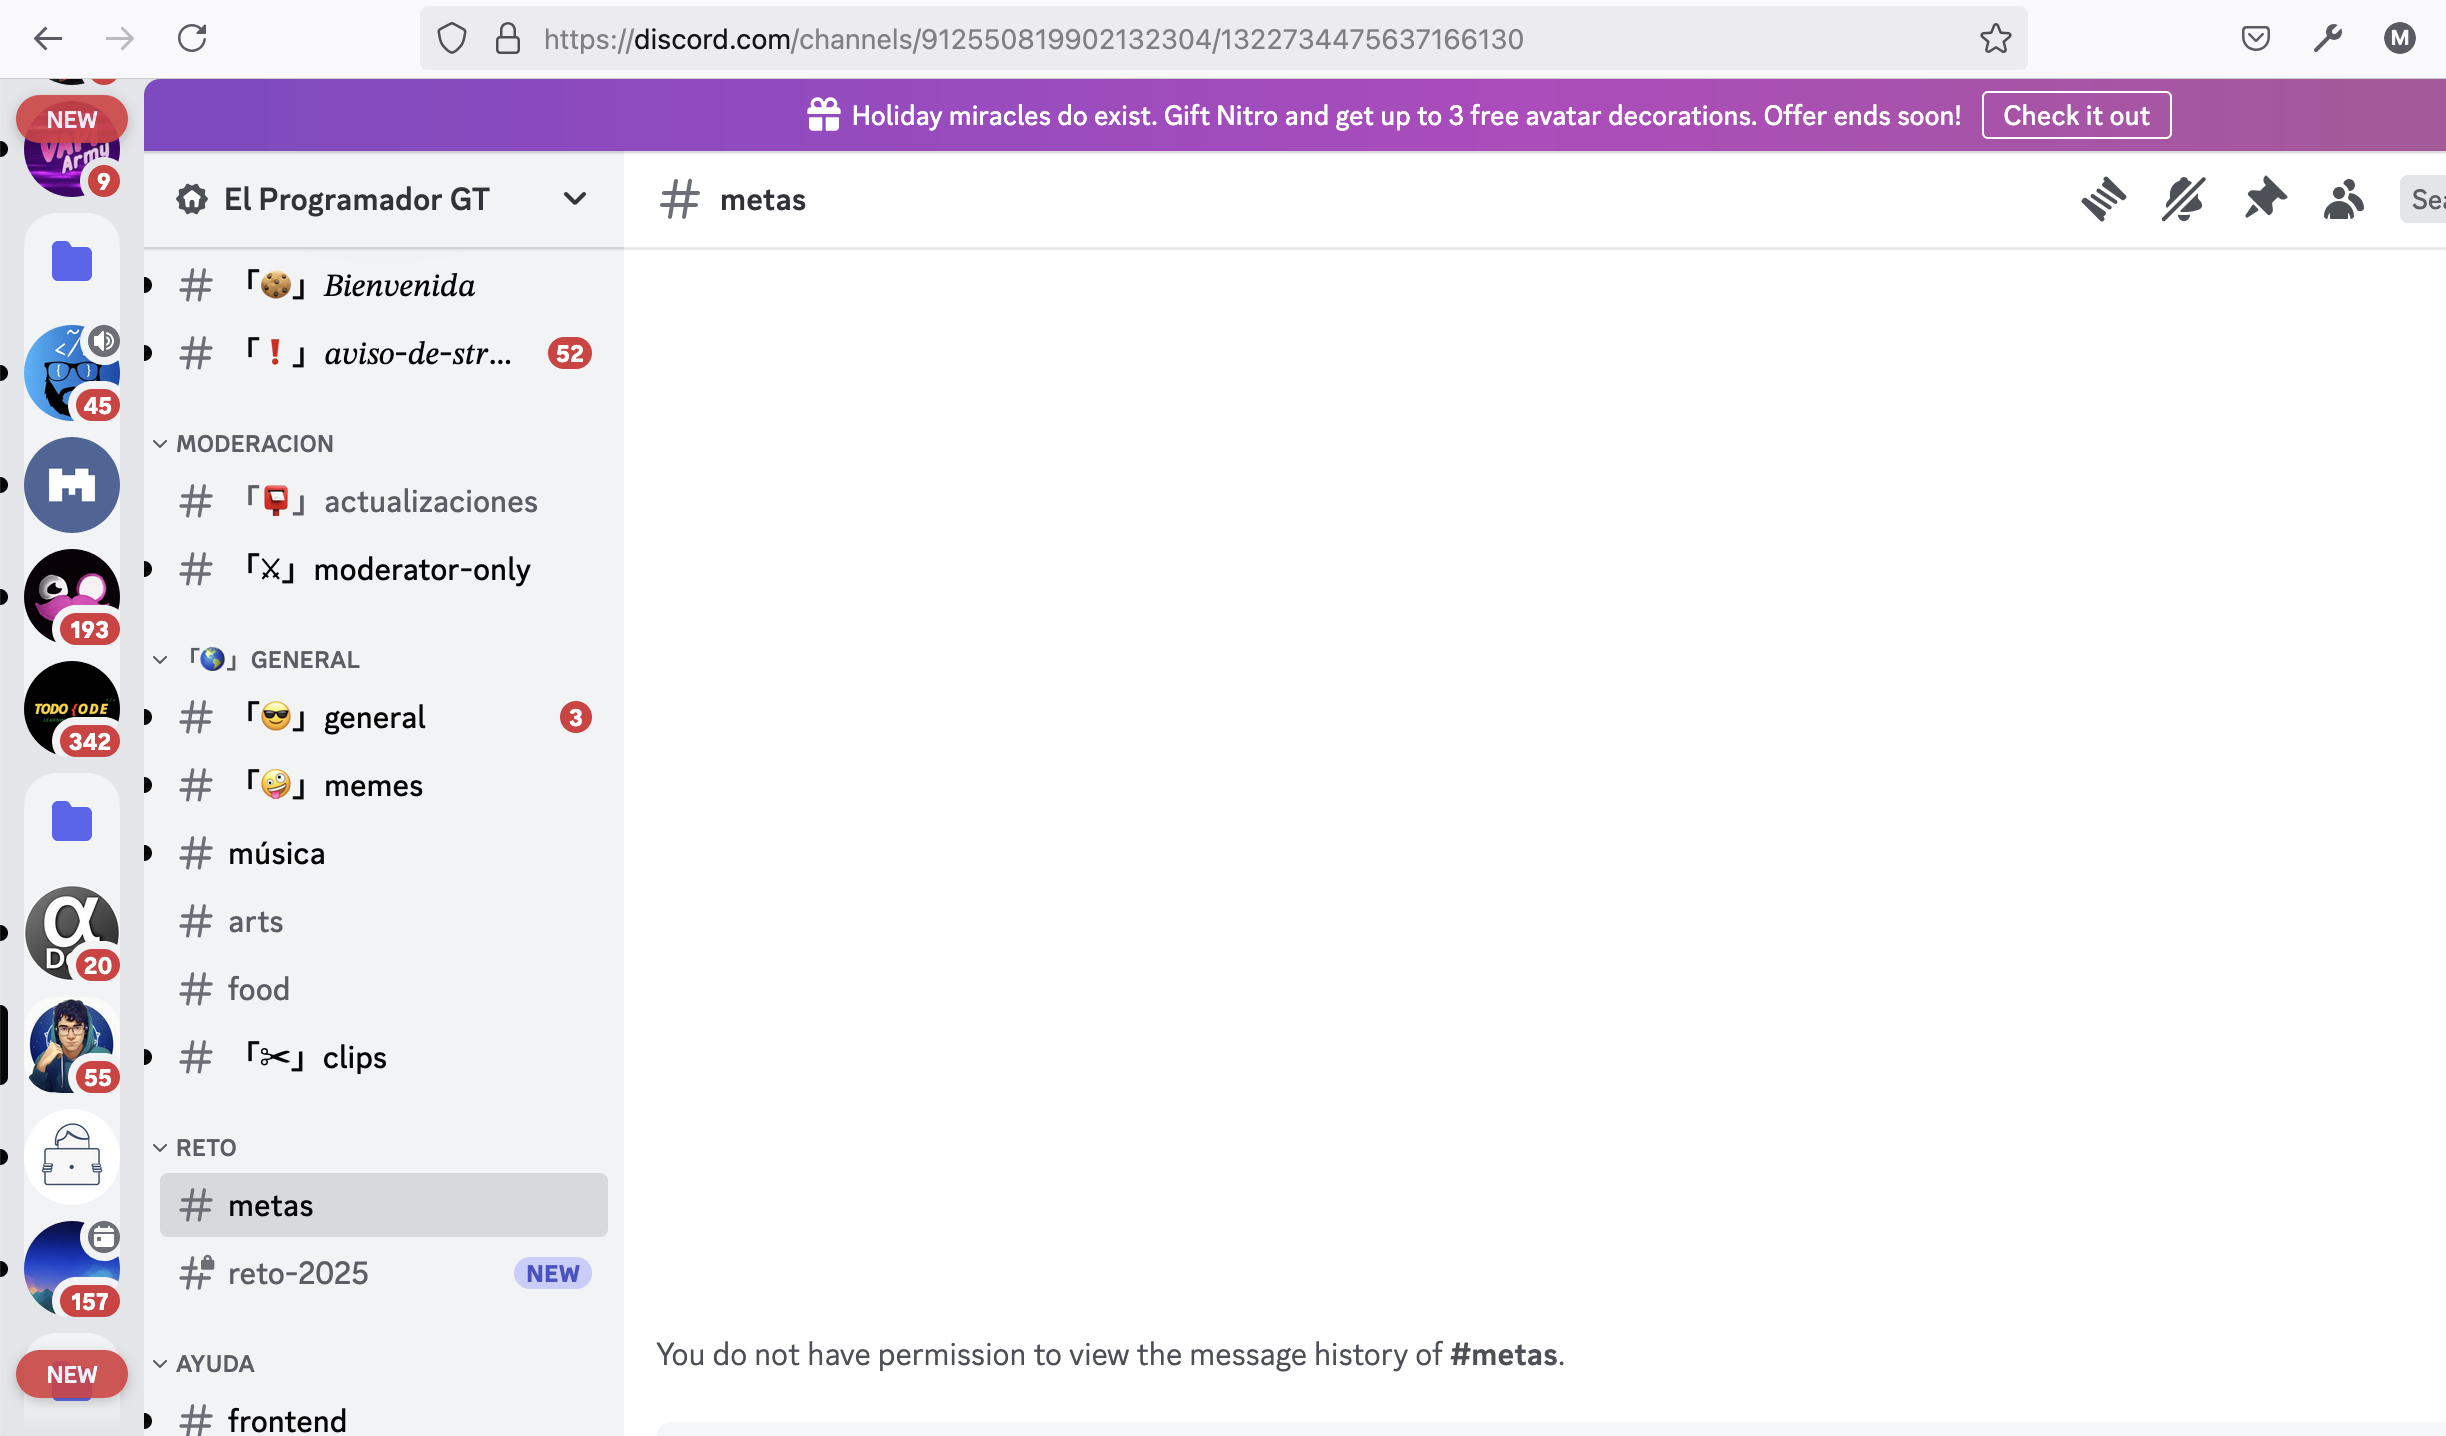 https://discord.com/channels/912550819902132304/1322734475637166130
M
NEW
Army
9
45
193
TODO {ODE
342
20
55
157
NEW
Holiday miracles do exist. Gift Nitro and get up to 3 free avatar decorations. Offer ends soon!
Check it out
El Programador GT
「🍪」 Bienvenida
「❗」 aviso-de-str...
52
MODERACION
「📮」 actualizaciones
「⚔」 moderator-only
「🌎」 GENERAL
「😎」 general
3
「🤪」 memes
música
arts
food
「✂」 clips
RETO
metas
reto-2025
NEW
AYUDA
frontend
# metas
You do not have permission to view the message history of #metas.